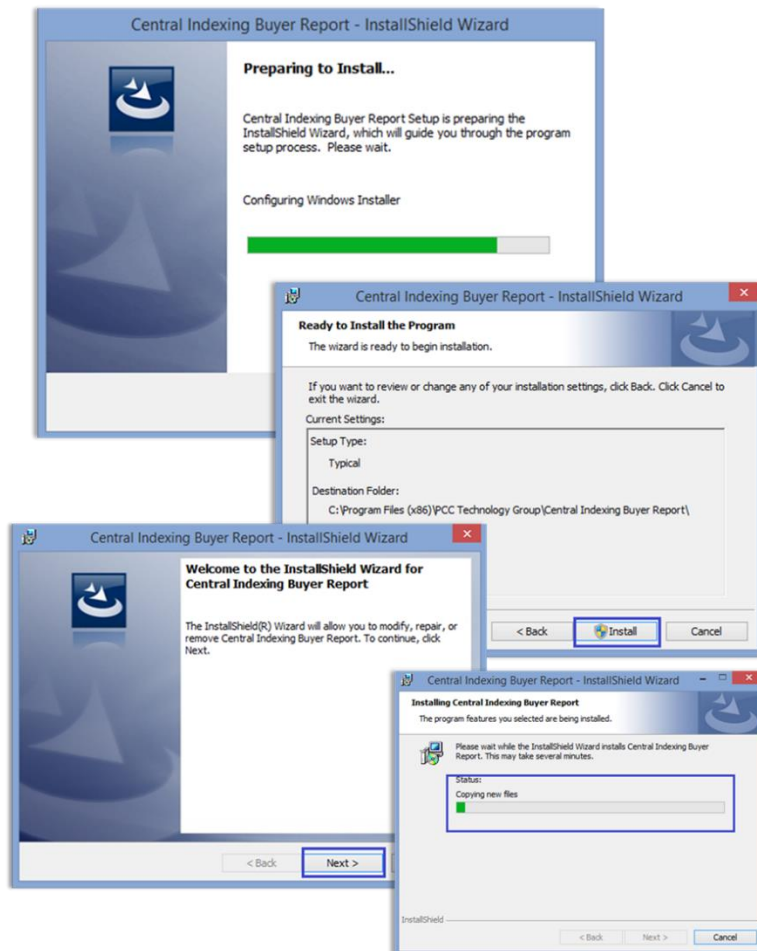 Central Indexing Buyer Report - InstallShield Wizard
Preparing to Install...
Central Indexing Buyer Report Setup is preparing the
InstallShield Wizard, which will guide you through the program
setup process. Please wait.
Configuring Windows Installer
Central Indexing Buyer Report - InstallShield Wizard
Ready to Install the Program
The wizard is ready to begin installation.
If you want to review or change any of your installation settings, click Back. Click Cancel to
exit the wizard.
Current Settings:
Setup Type:
Typical
Destination Folder:
C:\Program Files (x86)\PCC Technology Group\Central Indexing Buyer Report\
< Back Install Cancel
Central Indexing Buyer Report - InstallShield Wizard
Welcome to the InstallShield Wizard for
Central Indexing Buyer Report
The InstallShield(R) Wizard will allow you to modify, repair, or
remove Central Indexing Buyer Report. To continue, click
Next.
< Back Next >
Central Indexing Buyer Report - InstallShield Wizard
Installing Central Indexing Buyer Report
The program features you selected are being installed.
Please wait while the InstallShield Wizard installs Central Indexing Buyer
Report. This may take several minutes.
Status:
Copying new files
InstallShield
< Back Next > Cancel